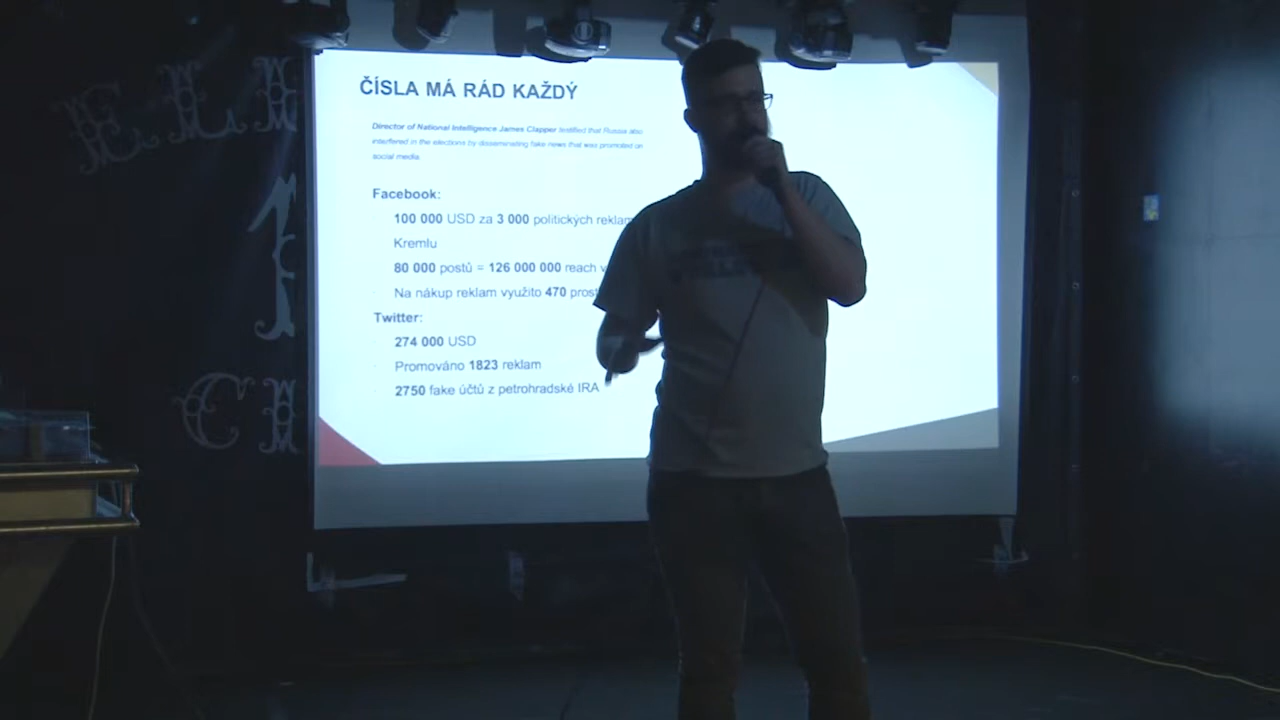 ČÍSLA MÁ RÁD KAŽDÝ
Director of National Intelligence James Clapper testified that Russia also
interfered in the elections by disseminating fake news that was promoted on
social media.
Facebook:
100 000 USD za 3 000 politických reklam
Kremlu
80 000 postů = 126 000 000 reach
Na nákup reklam využito 470
Twitter:
274 000 USD
Promováno 1823 reklam
2750 fake účtů z petrohradské IRA